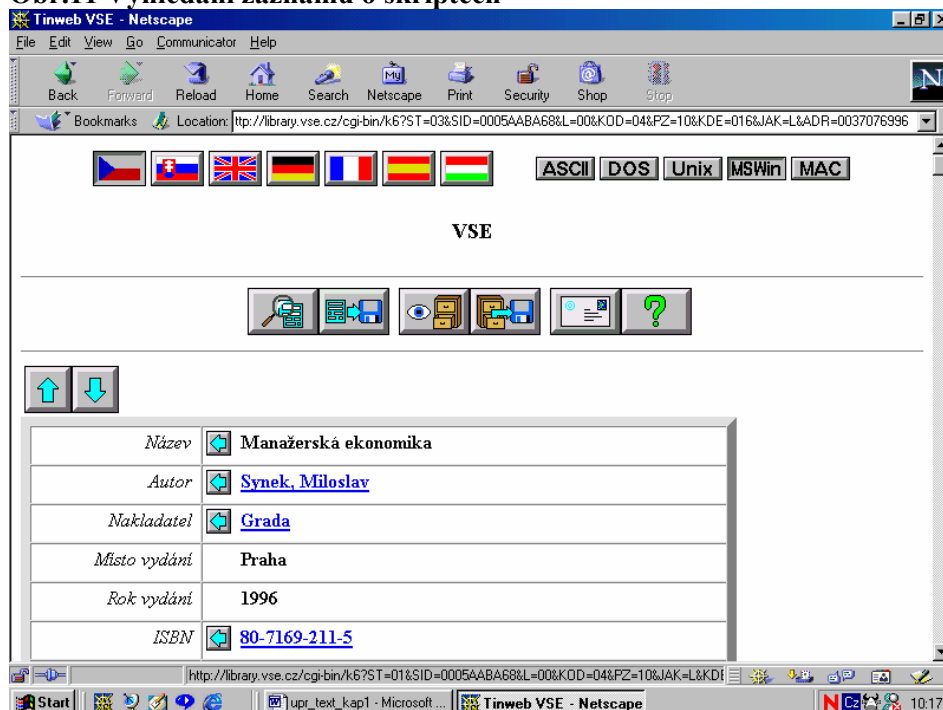 Obr.11 Vyhledání záznamu o skriptech
Tinweb VSE - Netscape
File Edit View Go Communicator Help
My
Back Forward Reload Home Search Netscape Print Security Shop Stop
N
Bookmarks Location: ttp://library.vse.cz/cgi-bin/k6?ST=03&SID=0005AABA68&L=00&KOD=04&PZ=10&KDE=016&JAK=L&ADR=0037076996
ASCII DOS Unix MSWin MAC
VSE
Název Manažerská ekonomika
Autor Synek, Miloslav
Nakladatel Grada
Místo vydání Praha
Rok vydání 1996
ISBN 80-7169-211-5
http://library.vse.cz/cgi-bin/k6?ST=01&SID=0005AABA68&L=00&KOD=04&PZ=10&JAK=L&KDE
Start upr_text_kap1 - Microsoft ... Tinweb VSE - Netscape N Cz 10:17